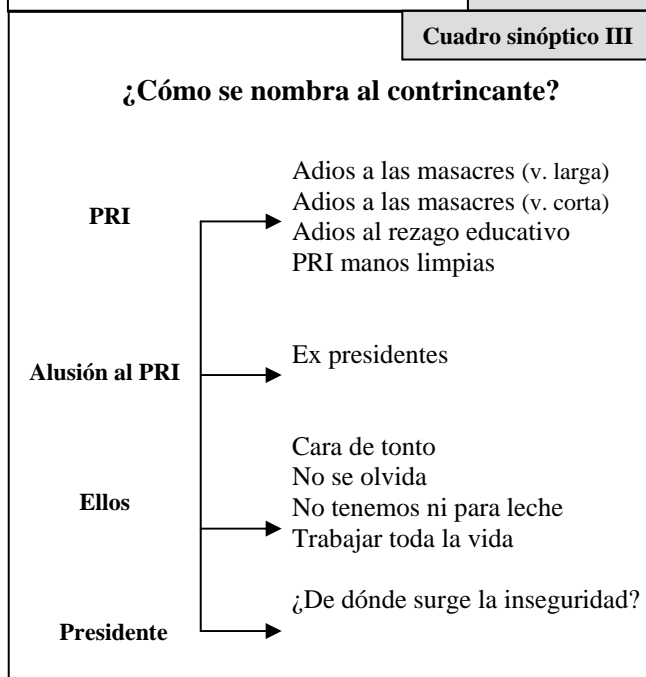 Cuadro sinóptico III
¿Cómo se nombra al contrincante?
PRI
Adios a las masacres (v. larga)
Adios a las masacres (v. corta)
Adios al rezago educativo
PRI manos limpias
Alusión al PRI
Ex presidentes
Ellos
Cara de tonto
No se olvida
No tenemos ni para leche
Trabajar toda la vida
Presidente
¿De dónde surge la inseguridad?